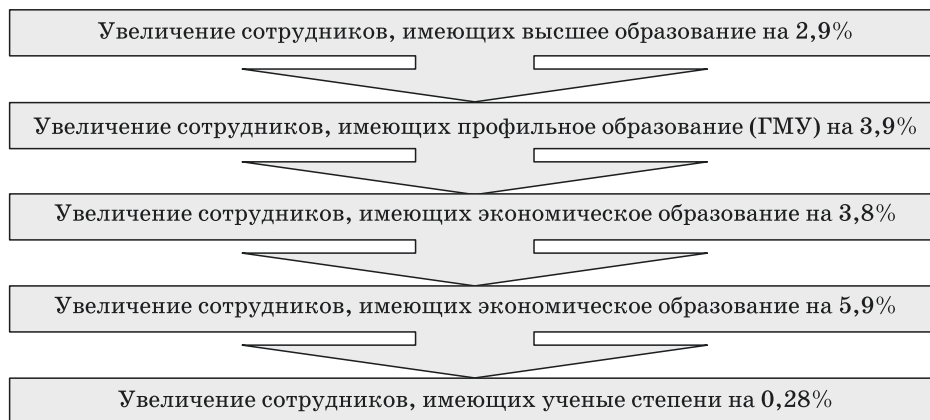 Увеличение сотрудников, имеющих высшее образование на 2,9%
Увеличение сотрудников, имеющих профильное образование (ГМУ) на 3,9%
Увеличение сотрудников, имеющих экономическое образование на 3,8%
Увеличение сотрудников, имеющих экономическое образование на 5,9%
Увеличение сотрудников, имеющих ученые степени на 0,28%